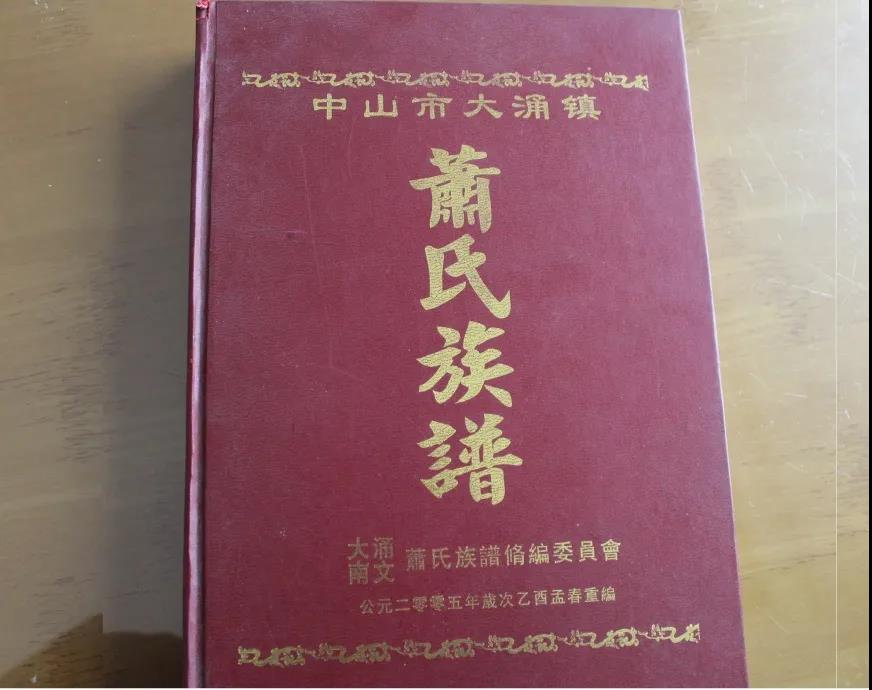 中山市大涌镇
蕭氏族譜
大涌
南文
蕭氏族譜脩編委員會
公元二零零五年歲次乙酉孟春重編